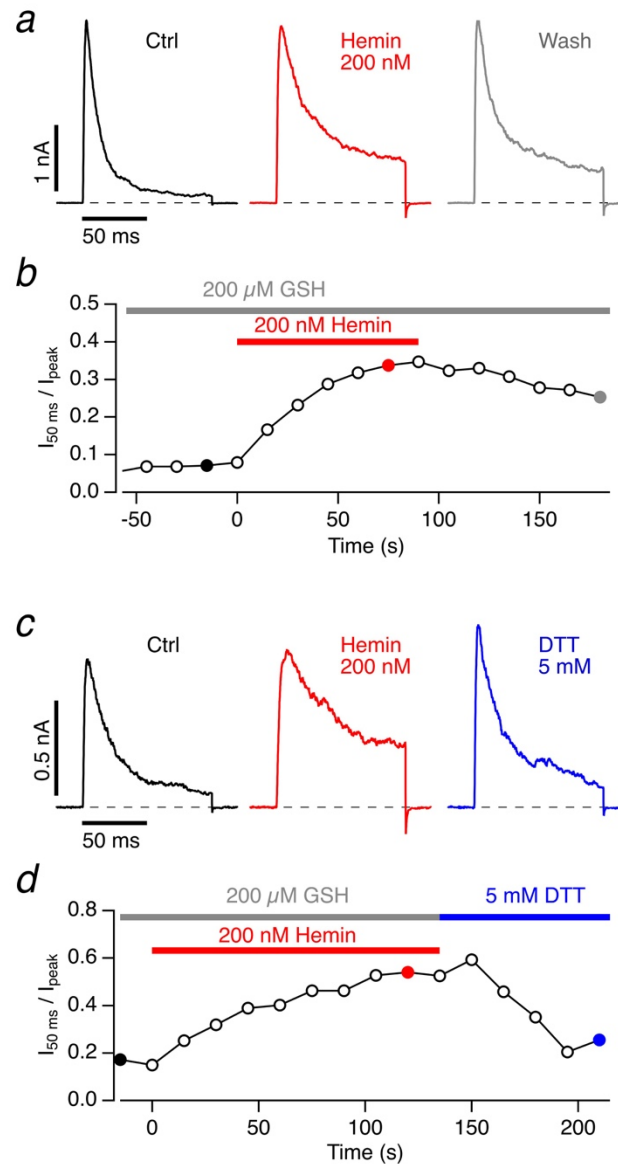 a
Ctrl
Hemin
200 nM
Wash
1 nA
50 ms
b
200 µM GSH
200 nM Hemin
0.5
0.4
0.3
0.2
0.1
0.0
I50 ms / Ipeak
-50
0
50
100
150
Time (s)
c
Ctrl
Hemin
200 nM
DTT
5 mM
0.5 nA
50 ms
d
200 µM GSH
5 mM DTT
200 nM Hemin
0.8
0.6
0.4
0.2
0.0
I50 ms / Ipeak
0
50
100
150
200
Time (s)